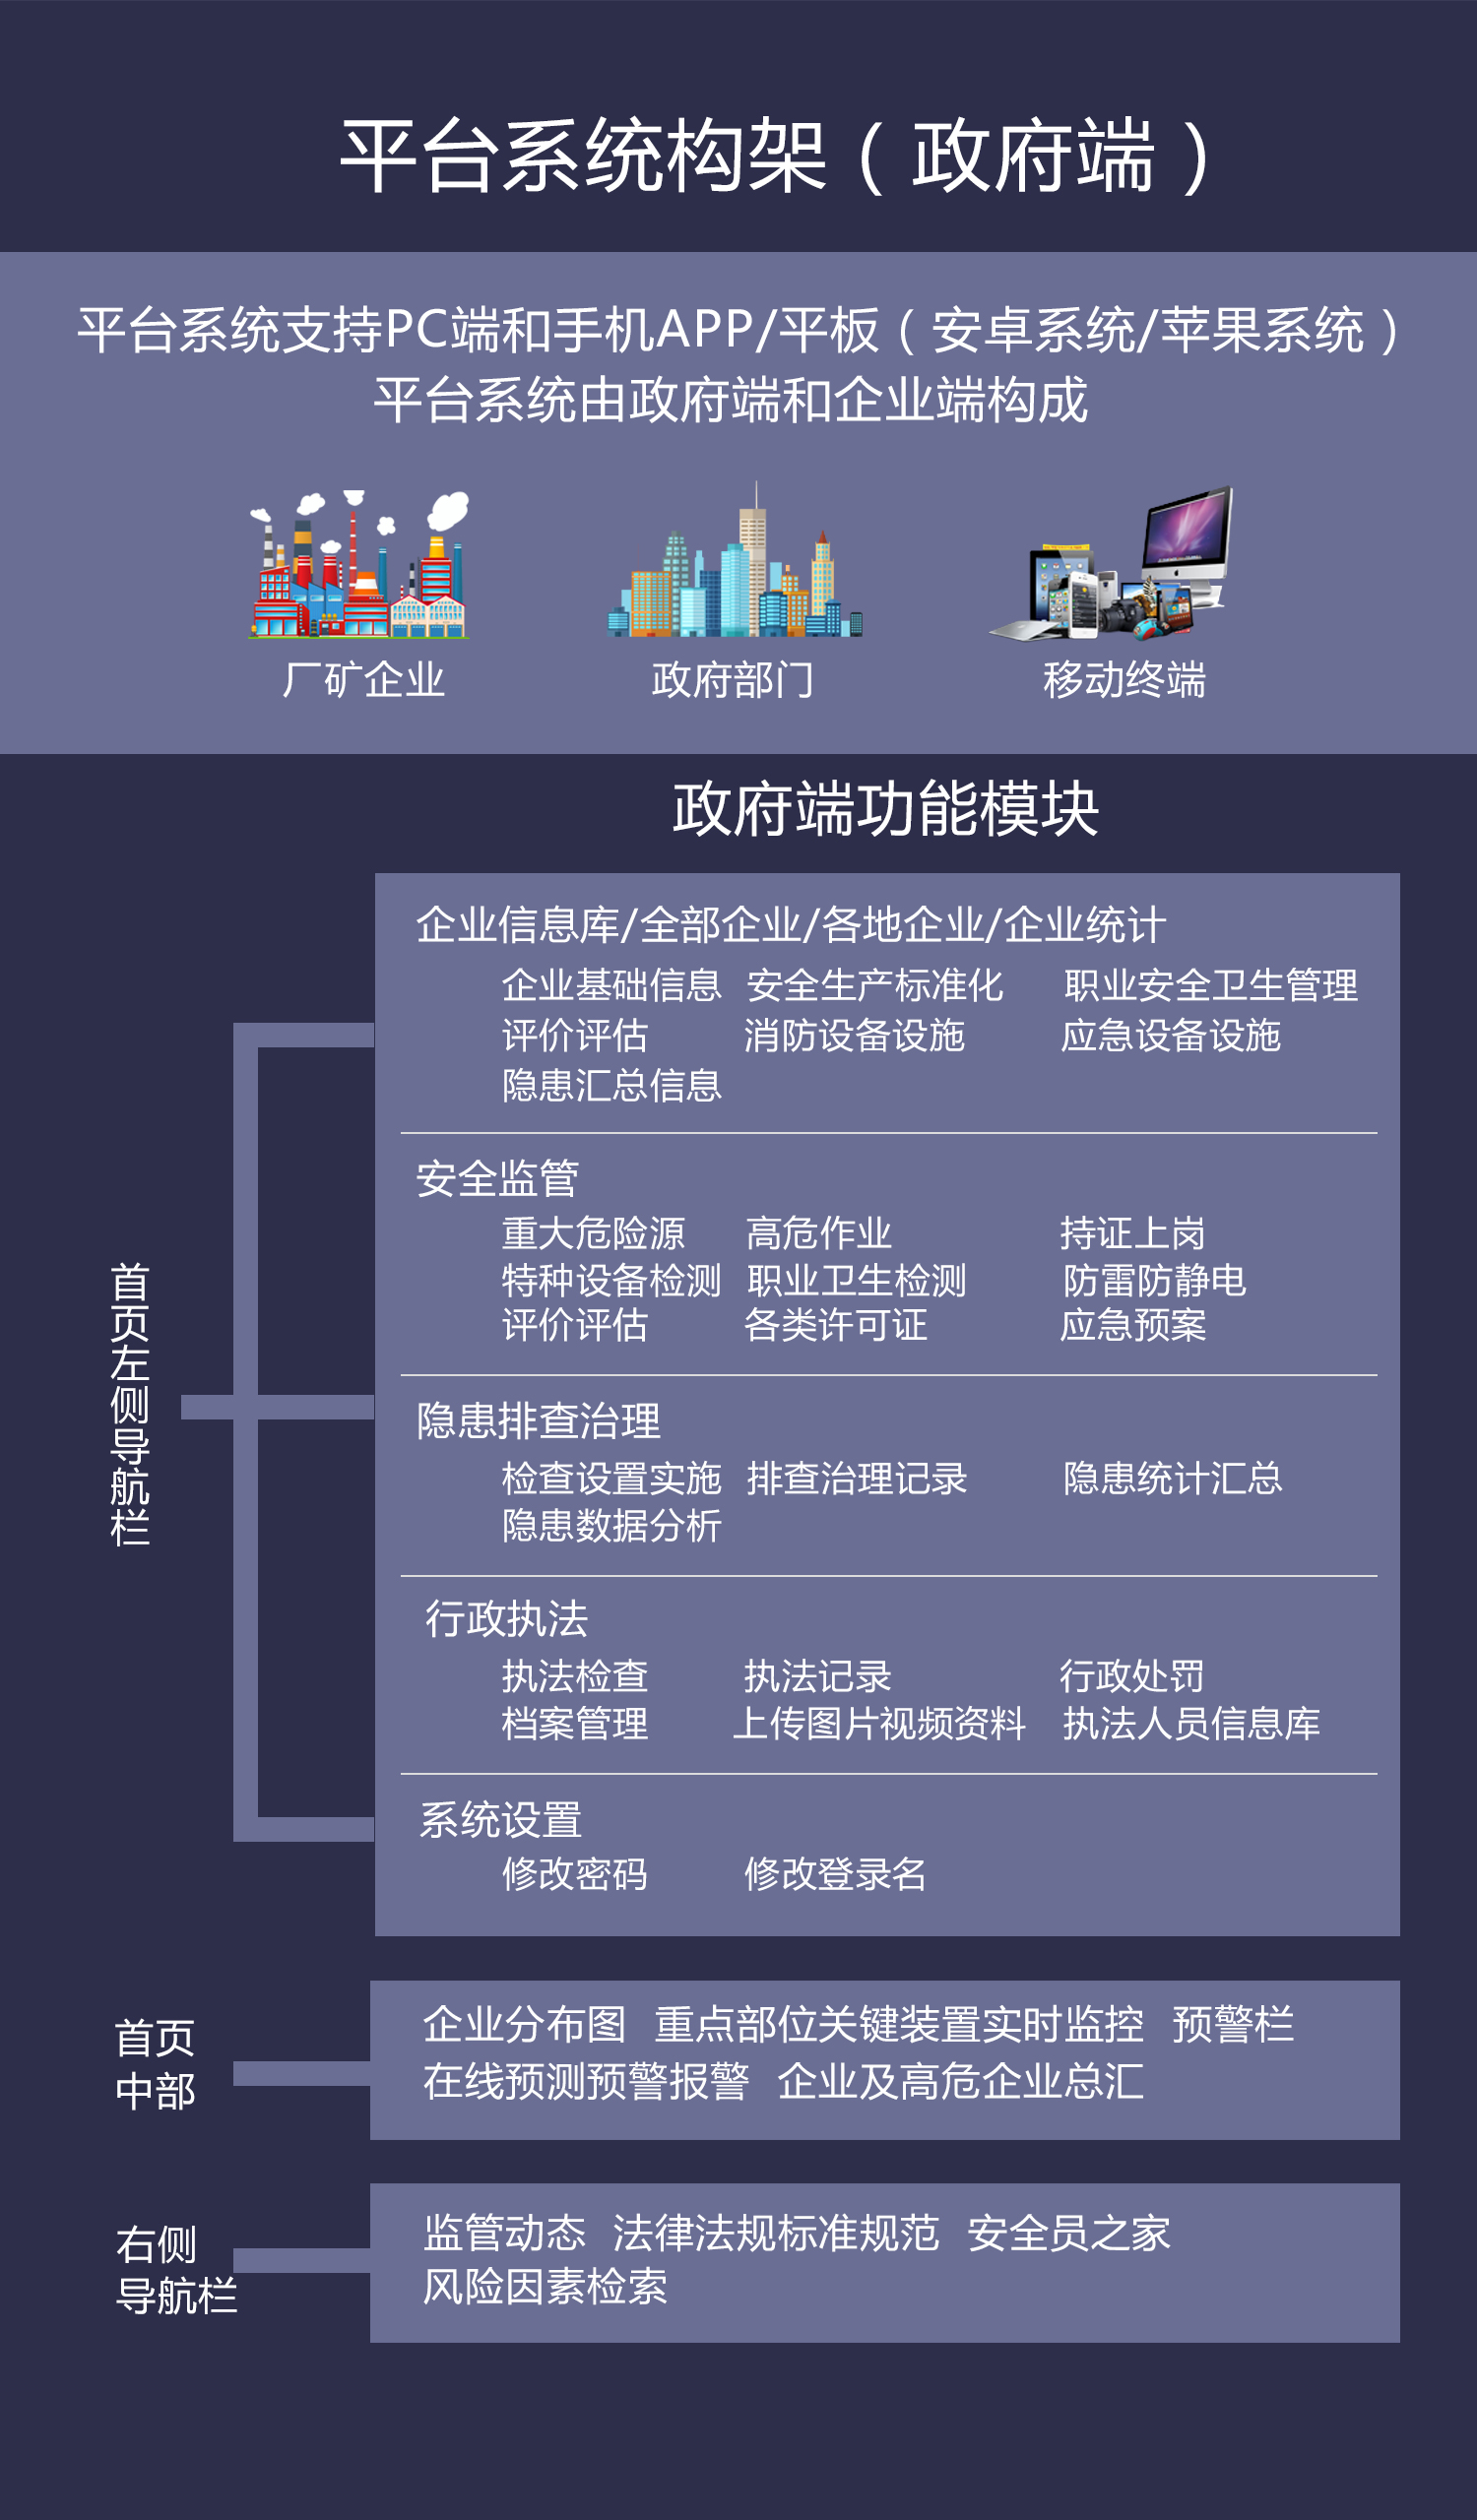 平台系统构架（政府端）
平台系统支持PC端和手机APP/平板（安卓系统/苹果系统）
平台系统由政府端和企业端构成
厂矿企业 政府部门 移动终端
政府端功能模块
首页左侧导航栏
企业信息库/全部企业/各地企业/企业统计
企业基础信息 安全生产标准化 职业安全卫生管理
评价评估 消防设备设施 应急设备设施
隐患汇总信息
安全监管
重大危险源 高危作业 持证上岗
特种设备检测 职业卫生检测 防雷防静电
评价评估 各类许可证 应急预案
隐患排查治理
检查设置实施 排查治理记录 隐患统计汇总
隐患数据分析
行政执法
执法检查 执法记录 行政处罚
档案管理 上传图片视频资料 执法人员信息库
系统设置
修改密码 修改登录名
首页
中部
企业分布图 重点部位关键装置实时监控 预警栏
在线预测预警报警 企业及高危企业总汇
右侧
导航栏
监管动态 法律法规标准规范 安全员之家
风险因素检索